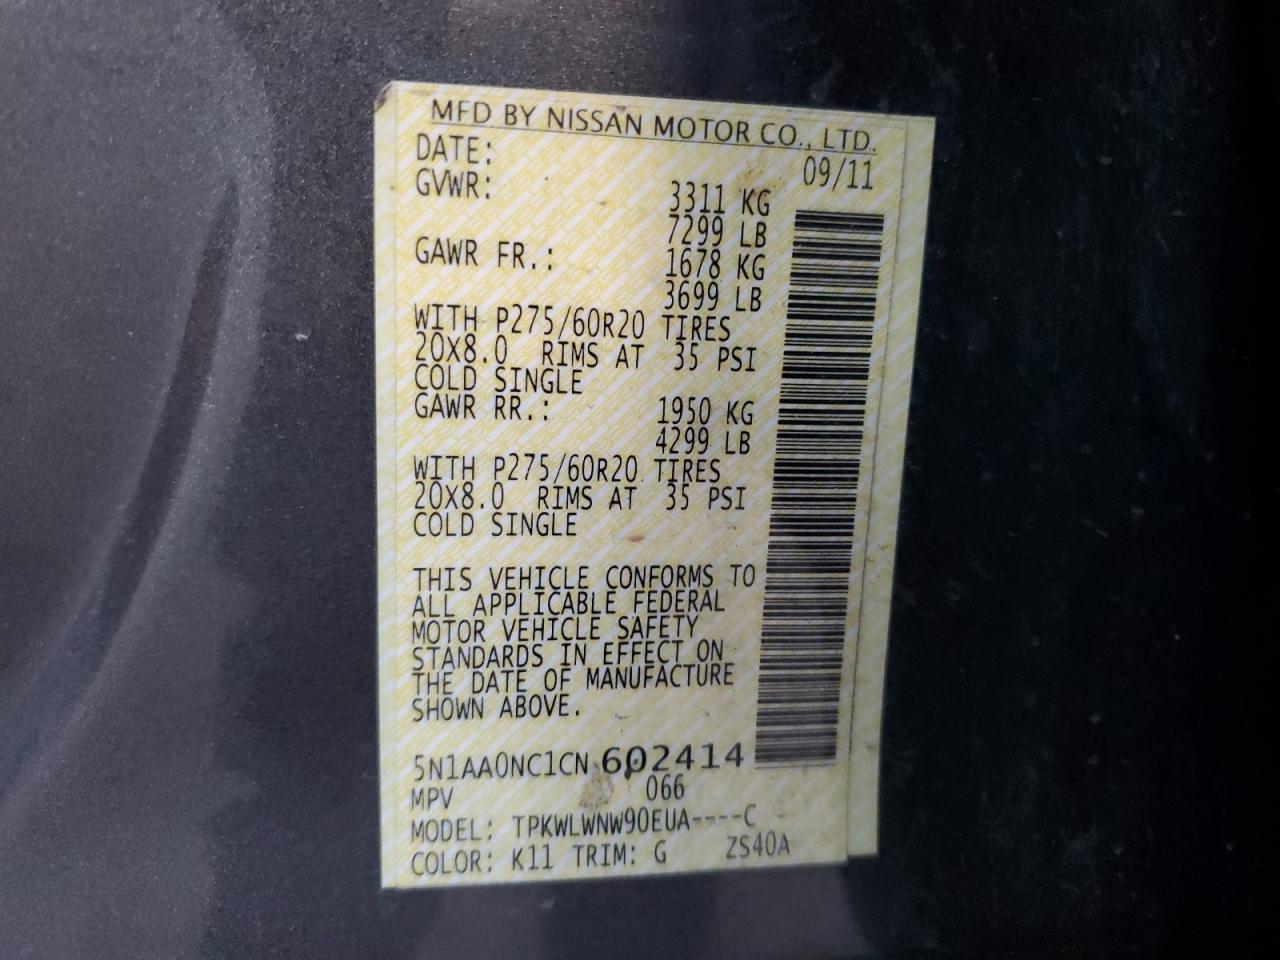 MFD BY NISSAN MOTOR CO., LTD.
DATE: 09/11
GVWR: 3311 KG
7299 LB
GAWR FR.: 1678 KG
3699 LB
WITH P275/60R20 TIRES
20X8.0 RIMS AT 35 PSI
COLD SINGLE
GAWR RR.: 1950 KG
4299 LB
WITH P275/60R20 TIRES
20X8.0 RIMS AT 35 PSI
COLD SINGLE
THIS VEHICLE CONFORMS TO
ALL APPLICABLE FEDERAL
MOTOR VEHICLE SAFETY
STANDARDS IN EFFECT ON
THE DATE OF MANUFACTURE
SHOWN ABOVE.
5N1AA0NC1CN602414
MPV 066
MODEL: TPKWLWNW90EUA----C
COLOR: K11 TRIM: G ZS40A